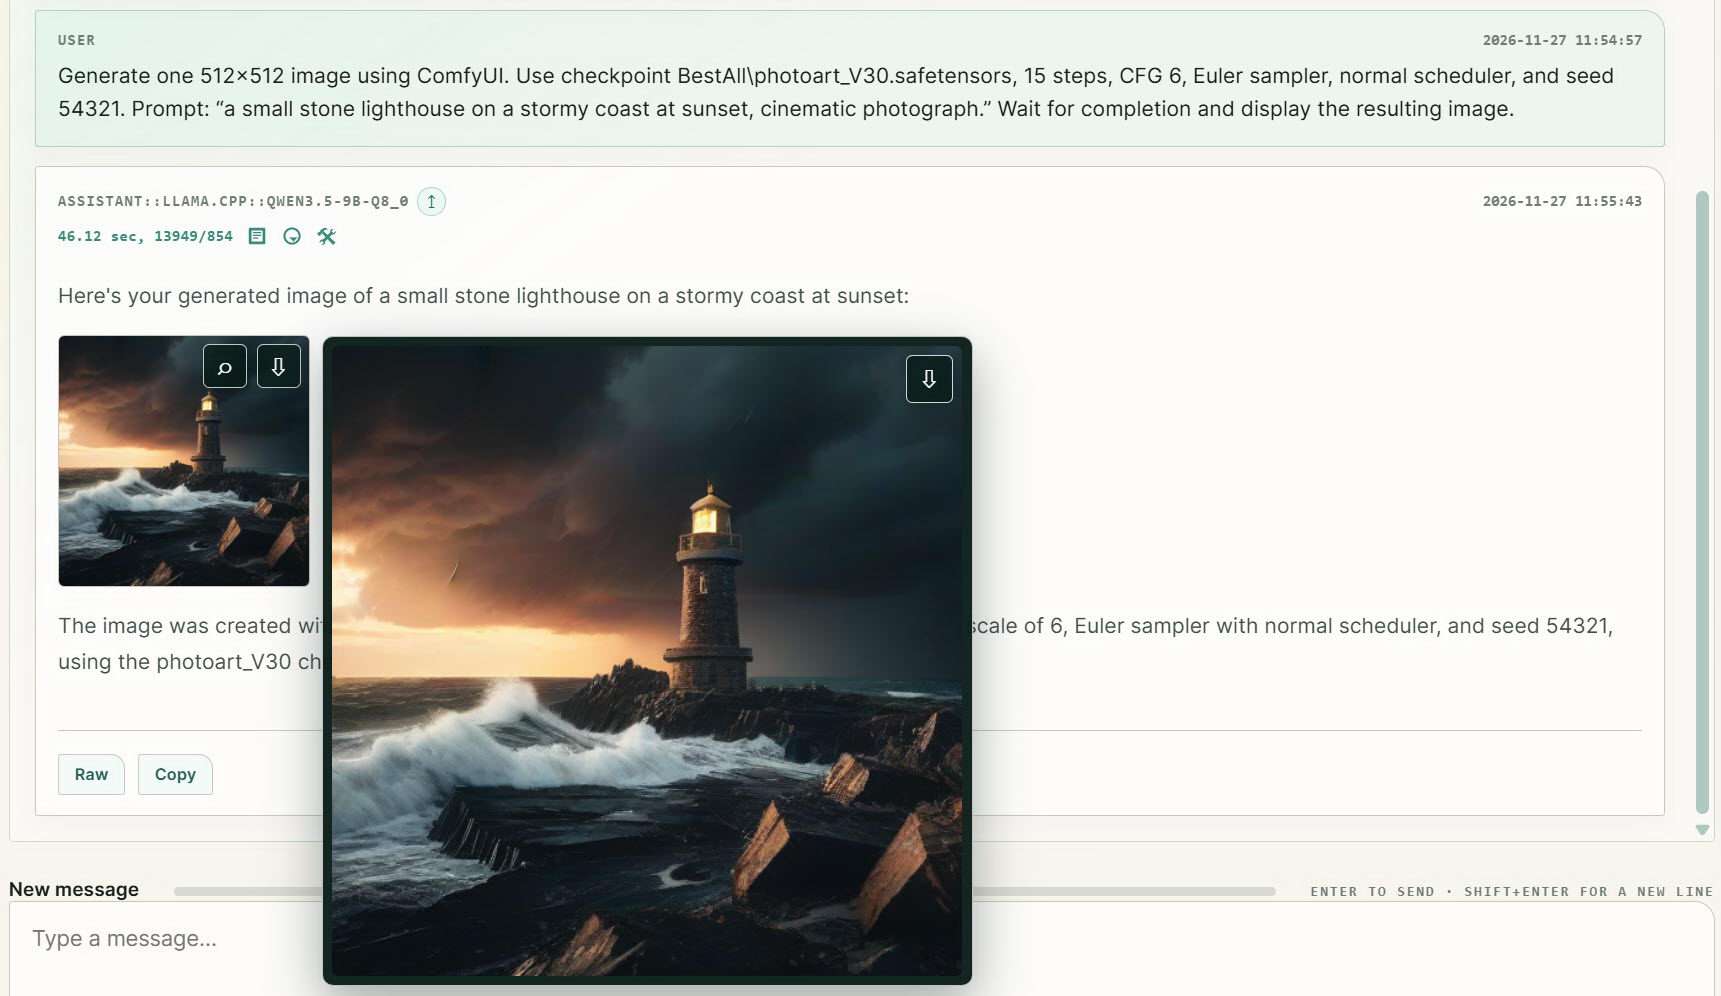 USER
2026-11-27 11:54:57
Generate one 512×512 image using ComfyUI. Use checkpoint BestAll\photoart_V30.safetensors, 15 steps, CFG 6, Euler sampler, normal scheduler, and seed
54321. Prompt: “a small stone lighthouse on a stormy coast at sunset, cinematic photograph.” Wait for completion and display the resulting image.
ASSISTANT::LLAMA.CPP::QWEN3.5-9B-Q8_0
2026-11-27 11:55:43
46.12 sec, 13949/854
Here's your generated image of a small stone lighthouse on a stormy coast at sunset:
The image was created scale of 6, Euler sampler with normal scheduler, and seed 54321,
using the photoart_V30
Raw
Copy
New message
ENTER TO SEND · SHIFT+ENTER FOR A NEW LINE
Type a message...